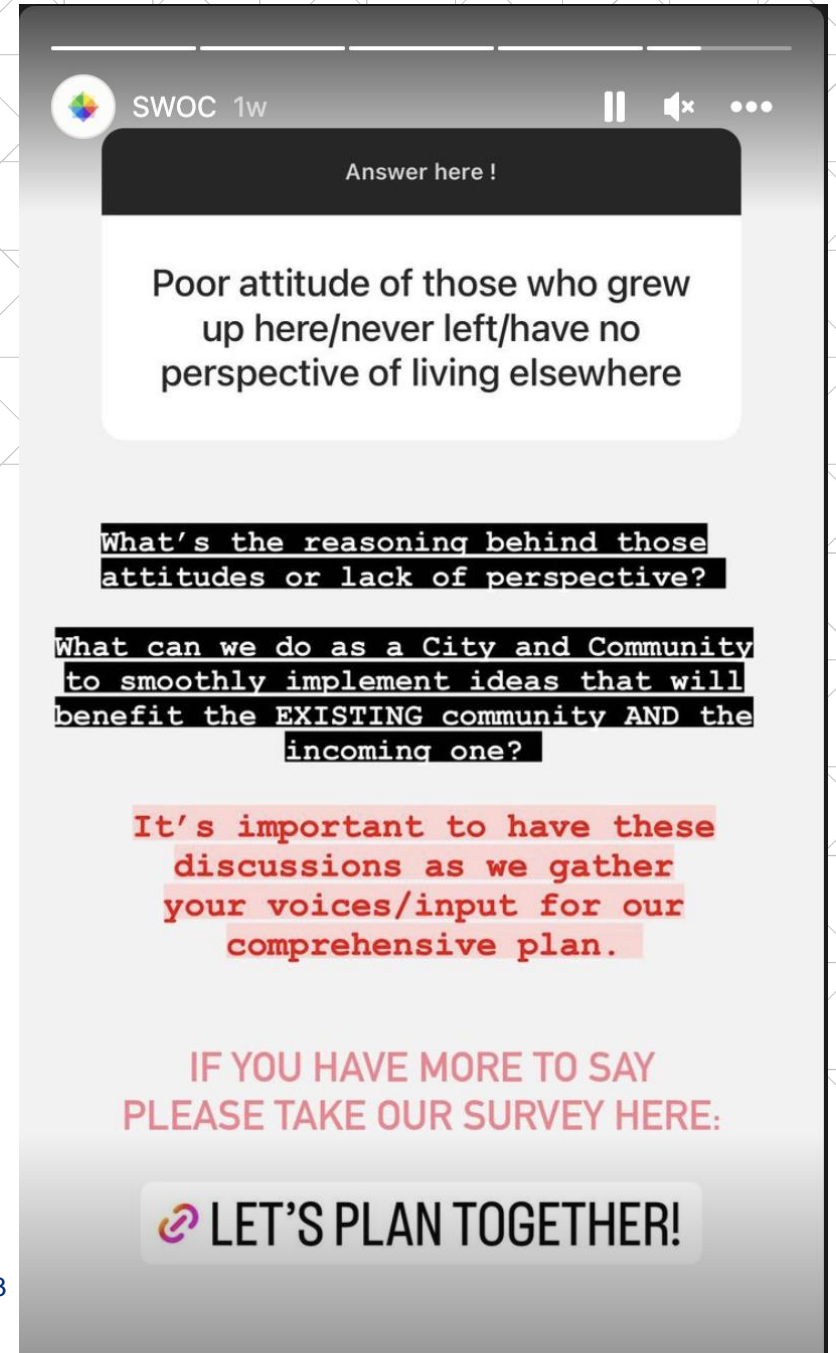 SWOC 1w
Answer here !
Poor attitude of those who grew
up here/never left/have no
perspective of living elsewhere
What’s the reasoning behind those
attitudes or lack of perspective?
What can we do as a City and Community
to smoothly implement ideas that will
benefit the EXISTING community AND the
incoming one?
It’s important to have these
discussions as we gather
your voices/input for our
comprehensive plan.
IF YOU HAVE MORE TO SAY
PLEASE TAKE OUR SURVEY HERE:
LET’S PLAN TOGETHER!